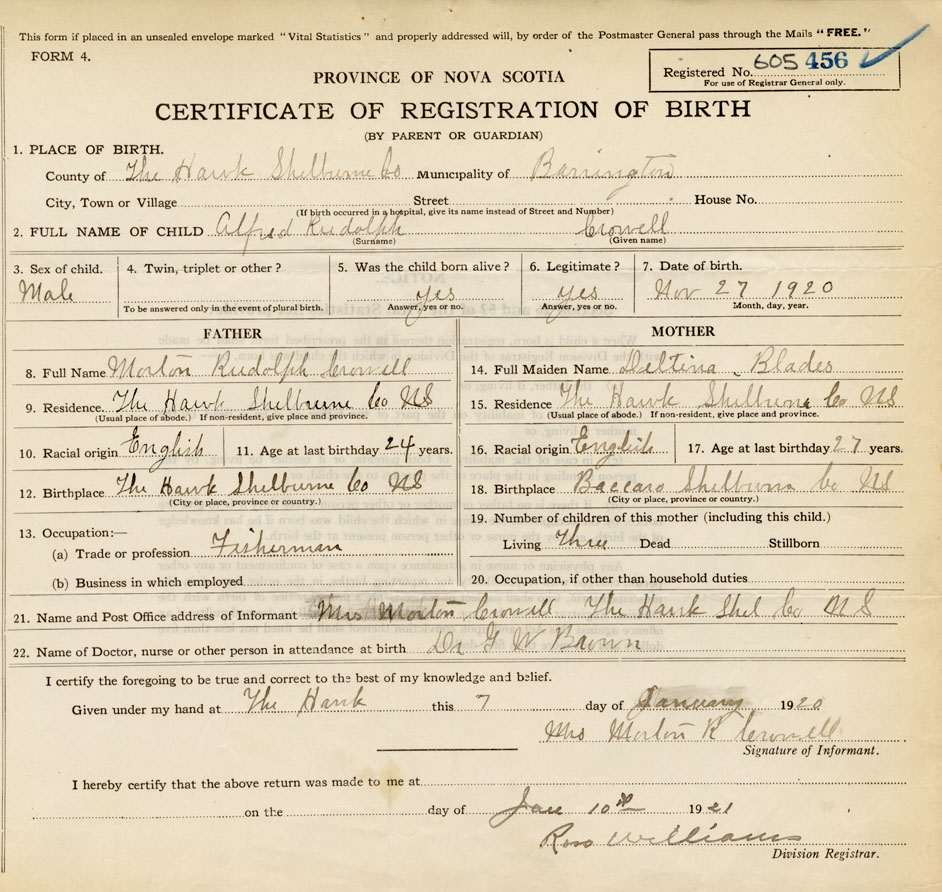 This form if placed in an unsealed envelope marked "Vital Statistics" and properly addressed will, by order of the Postmaster General pass through the Mails "FREE."
FORM 4.
Registered No. 605 456
For use of Registrar General only.
PROVINCE OF NOVA SCOTIA
CERTIFICATE OF REGISTRATION OF BIRTH
(BY PARENT OR GUARDIAN)
1. PLACE OF BIRTH.
County of The Hawk Shelburne Co Municipality of Barrington
City, Town or Village Street House No.
(If birth occurred in a hospital, give its name instead of Street and Number)
2. FULL NAME OF CHILD Alfred Rudolph Crowell
(Surname) (Given name)
3. Sex of child. Male
4. Twin, triplet or other?
To be answered only in the event of plural birth.
5. Was the child born alive? yes
Answer, yes or no.
6. Legitimate? yes
Answer, yes or no.
7. Date of birth.
Nov 27 1920
Month, day, year.
FATHER
8. Full Name Morton Rudolph Crowell
9. Residence. The Hawk Shelburne Co NS
(Usual place of abode.) If non-resident, give place and province.
10. Racial origin English 11. Age at last birthday 24 years.
12. Birthplace The Hawk Shelburne Co NS
(City or place, province or country.)
13. Occupation:—
(a) Trade or profession Fisherman
(b) Business in which employed
MOTHER
14. Full Maiden Name Deltina Blades
15. Residence The Hawk Shelburne Co NS
(Usual place of abode.) If non-resident, give place and province.
16. Racial origin English 17. Age at last birthday 27 years.
18. Birthplace Baccaro Shelburne Co NS
(City or place, province or country.)
19. Number of children of this mother (including this child.)
Living Three Dead Stillborn
20. Occupation, if other than household duties
21. Name and Post Office address of Informant Mrs Morton Crowell The Hawk Shel Co NS
22. Name of Doctor, nurse or other person in attendance at birth Dr G W Brown
I certify the foregoing to be true and correct to the best of my knowledge and belief.
Given under my hand at The Hawk this 7 day of January 1920
Mrs Morton R Crowell
Signature of Informant.
I hereby certify that the above return was made to me at
on the day of Jan 10th 1921
Ross Williams
Division Registrar.